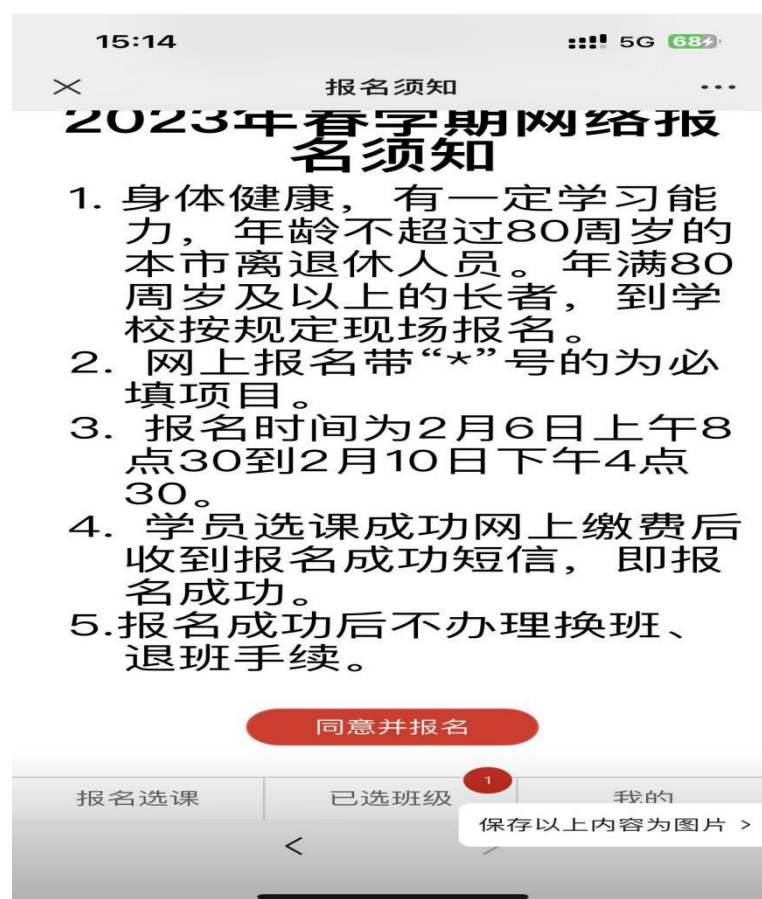 15:14 5G 68
报名须知
2023年春学期网络报
名须知
1. 身体健康，有一定学习能
力，年龄不超过80周岁的
本市离退休人员。年满80
周岁及以上的长者，到学
校按规定现场报名。
2. 网上报名带“*”号的为必
填项目。
3. 报名时间为2月6日上午8
点30到2月10日下午4点
30。
4. 学员选课成功网上缴费后
收到报名成功短信，即报
名成功。
5.报名成功后不办理换班、
退班手续。
同意并报名
报名选课 已选班级 1 我的
保存以上内容为图片 >